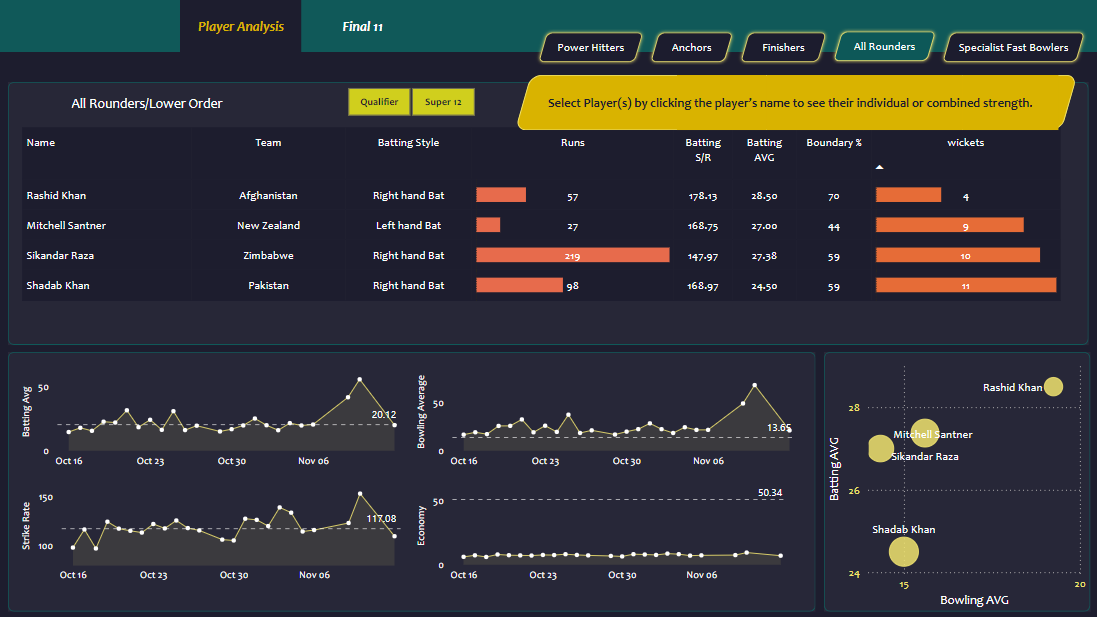 Player Analysis
Final 11
Power Hitters
Anchors
Finishers
All Rounders
Specialist Fast Bowlers
All Rounders/Lower Order
Qualifier
Super 12
Select Player(s) by clicking the player's name to see their individual or combined strength.
Name Team Batting Style Runs Batting S/R Batting AVG Boundary % wickets
Rashid Khan Afghanistan Right hand Bat 57 178.13 28.50 70 4
Mitchell Santner New Zealand Left hand Bat 27 168.75 27.00 44 9
Sikandar Raza Zimbabwe Right hand Bat 219 147.97 27.38 59 10
Shadab Khan Pakistan Right hand Bat 98 168.97 24.50 59 11
Batting Avg
50
0
20.12
Oct 16 Oct 23 Oct 30 Nov 06
Bowling Average
50
0
13.65
Oct 16 Oct 23 Oct 30 Nov 06
Strike Rate
150
100
117.08
Oct 16 Oct 23 Oct 30 Nov 06
Economy
50
0
50.34
Oct 16 Oct 23 Oct 30 Nov 06
Batting AVG
28
26
24
Rashid Khan
Mitchell Santner
Sikandar Raza
Shadab Khan
15 20
Bowling AVG